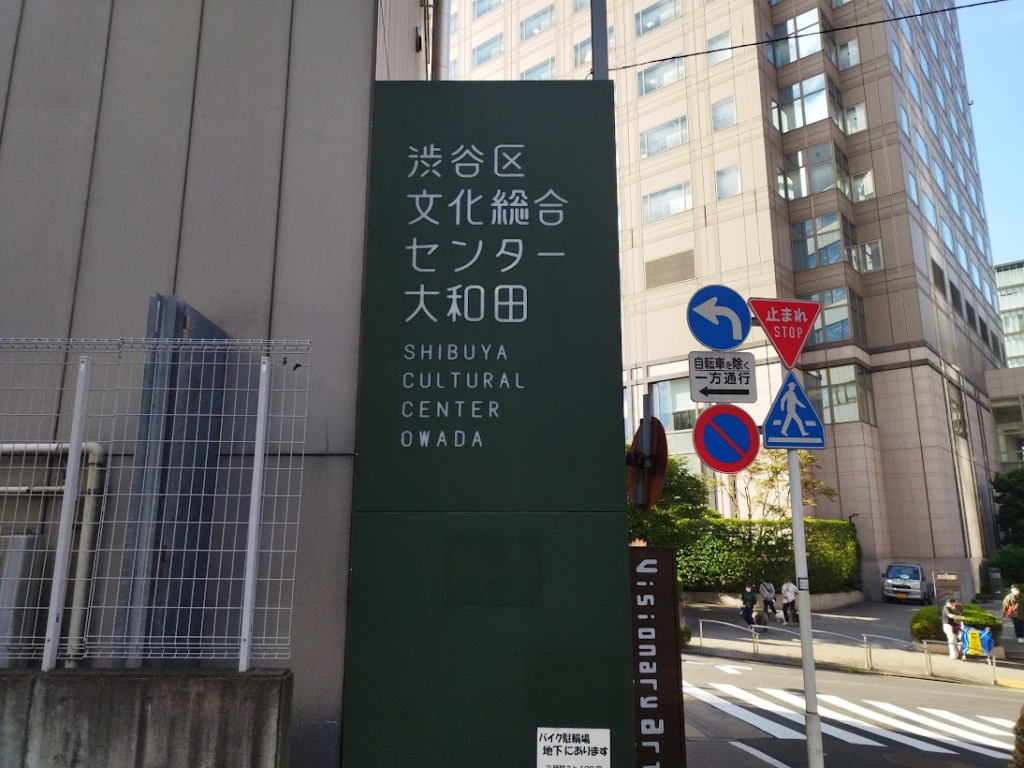 渋谷区
文化総合
センター
大和田
SHIBUYA
CULTURAL
CENTER
OWADA
止まれ
STOP
自転車を除く
一方通行
Visionary Art
バイク駐輪場
地下にあります